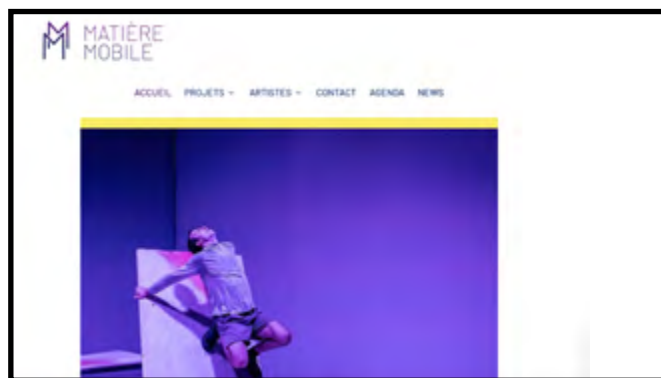 MATIÈRE
MOBILE
ACCUEIL PROJETS ARTISTES CONTACT AGENDA NEWS